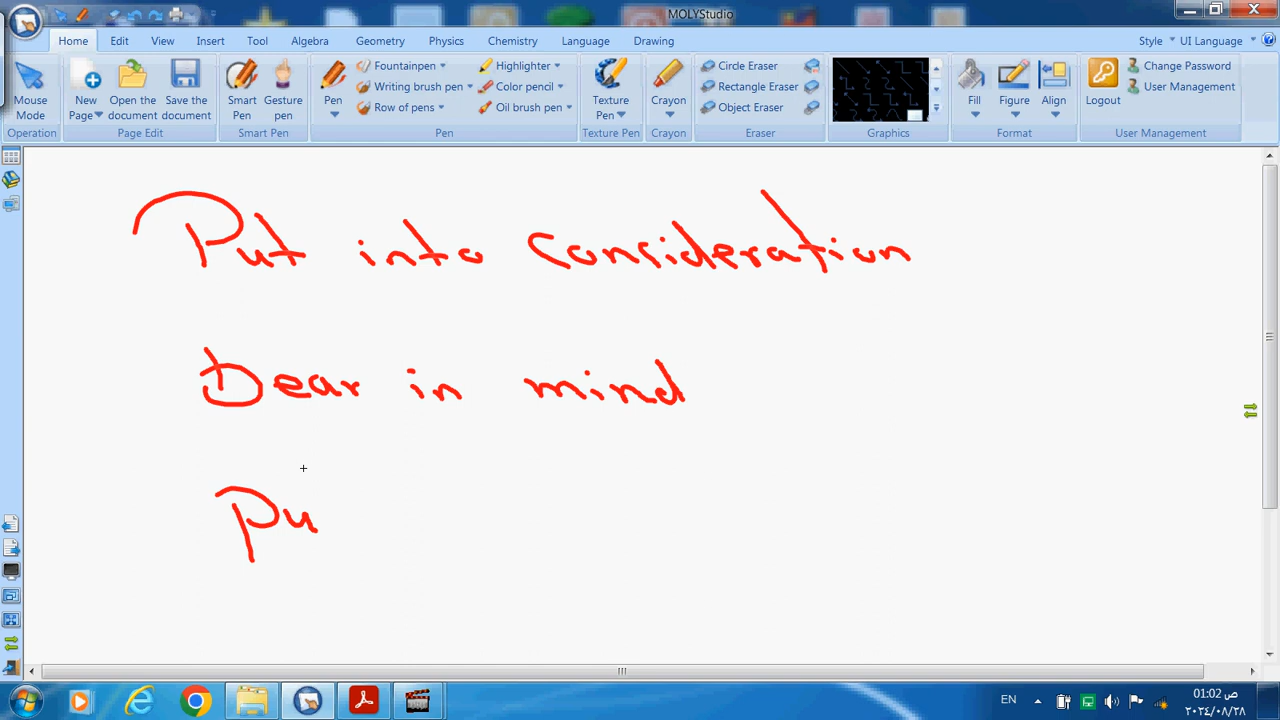 MOLYStudio
Home Edit View Insert Tool Algebra Geometry Physics Chemistry Language Drawing Style UI Language
Mouse Mode
Operation
New Page
Open the document
Save the document
Page Edit
Smart Pen
Gesture pen
Smart Pen
Pen
Fountainpen
Writing brush pen
Row of pens
Highlighter
Color pencil
Oil brush pen
Pen
Texture Pen
Texture Pen
Crayon
Crayon
Circle Eraser
Rectangle Eraser
Object Eraser
Eraser
Graphics
Fill
Figure
Align
Format
Logout
Change Password
User Management
User Management
Put into consideration
Bear in mind
Pu
EN
01:02 ص
٢٠٢٤/٠٨/٢٨